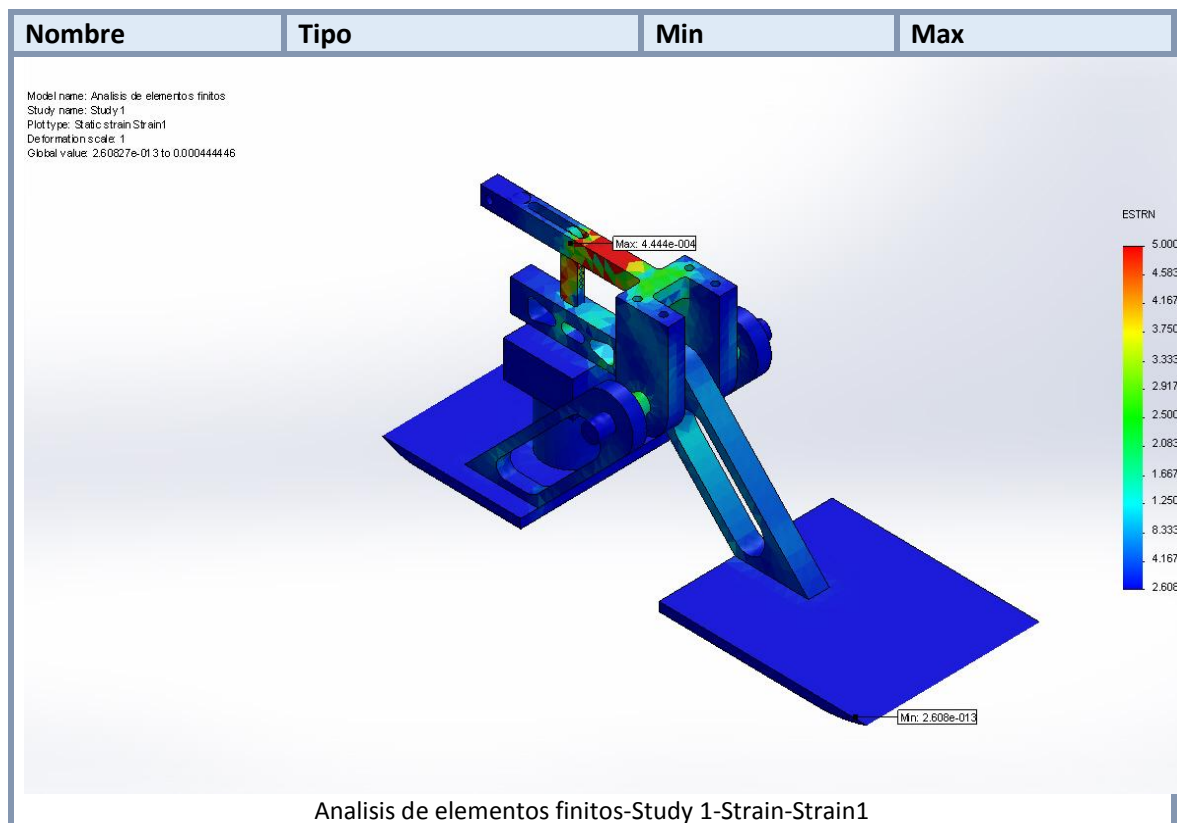 Nombre Tipo Min Max
Model name: Analisis de elementos finitos
Study name: Study 1
Plot type: Static strain Strain1
Deformation scale: 1
Global value: 2.60827e-013 to 0.000444446
ESTRN
Max: 4.444e-004
5.000
4.583
4.167
3.750
3.333
2.917
2.500
2.083
1.667
1.250
8.333
4.167
2.608
Min: 2.608e-013
Analisis de elementos finitos-Study 1-Strain-Strain1